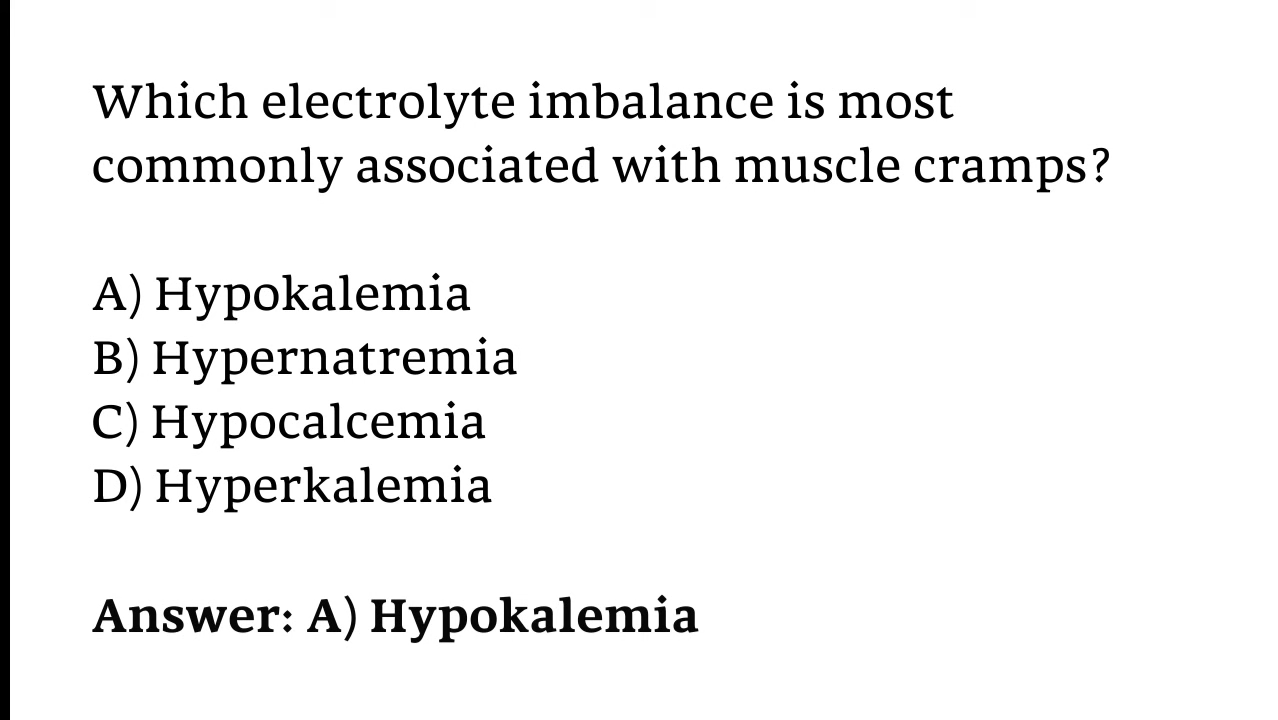 Which electrolyte imbalance is most
commonly associated with muscle cramps?
A) Hypokalemia
B) Hypernatremia
C) Hypocalcemia
D) Hyperkalemia
Answer: A) Hypokalemia